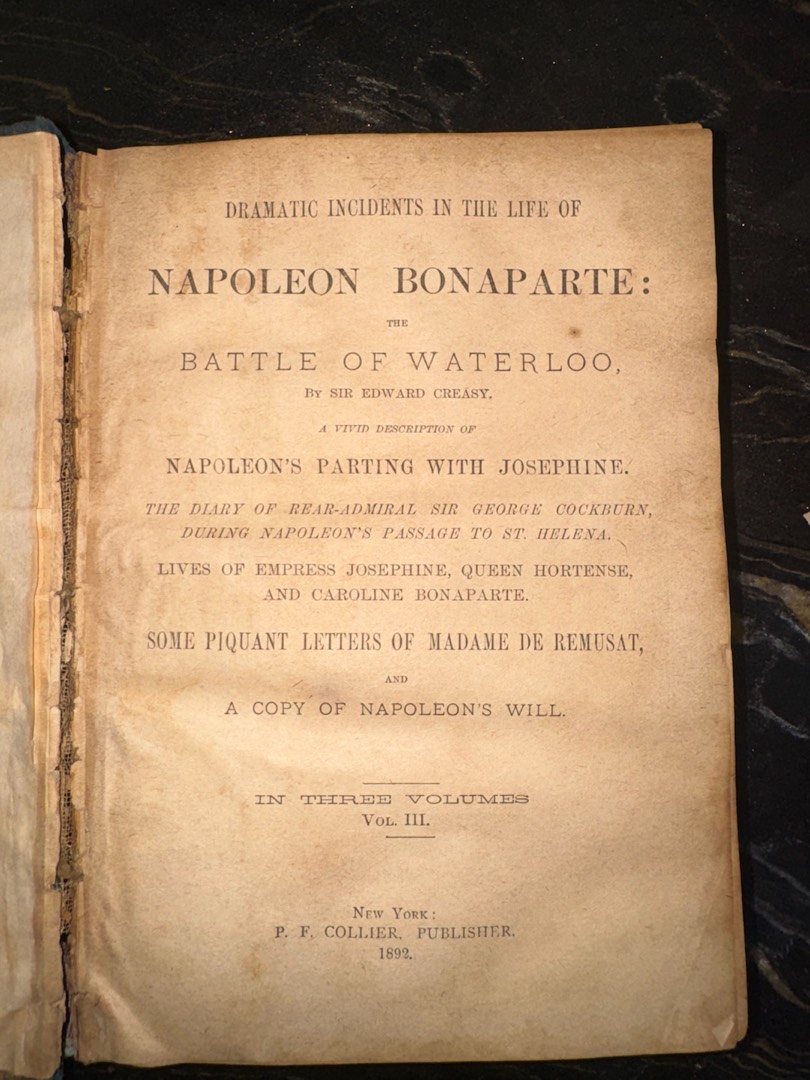 DRAMATIC INCIDENTS IN THE LIFE OF
NAPOLEON BONAPARTE:
THE
BATTLE OF WATERLOO,
BY SIR EDWARD CREASY.
A VIVID DESCRIPTION OF
NAPOLEON'S PARTING WITH JOSEPHINE.
THE DIARY OF REAR-ADMIRAL SIR GEORGE COCKBURN,
DURING NAPOLEON'S PASSAGE TO ST. HELENA.
LIVES OF EMPRESS JOSEPHINE, QUEEN HORTENSE,
AND CAROLINE BONAPARTE.
SOME PIQUANT LETTERS OF MADAME DE REMUSAT,
AND
A COPY OF NAPOLEON'S WILL.
IN THREE VOLUMES
VOL. III.
NEW YORK:
P. F. COLLIER, PUBLISHER.
1892.